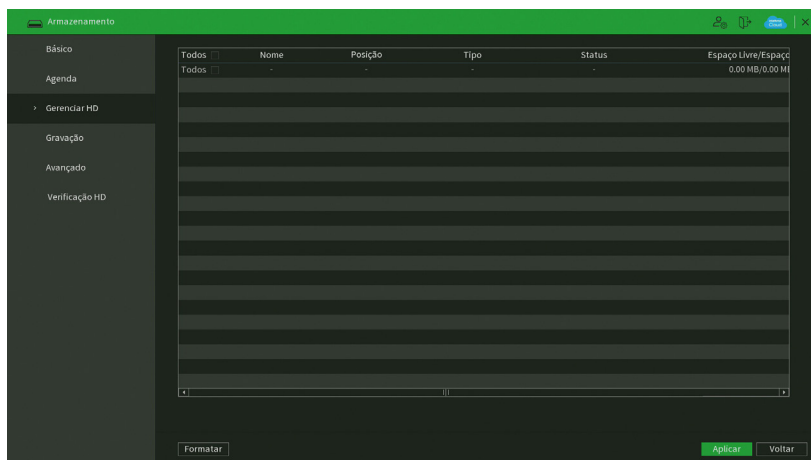 Armazenamento
Básico
Agenda
Gerenciar HD
Gravação
Avançado
Verificação HD
Todos Nome Posição Tipo Status Espaço Livre/Espaço
Todos - - - - 0.00 MB/0.00 MB
Formatar
Aplicar Voltar